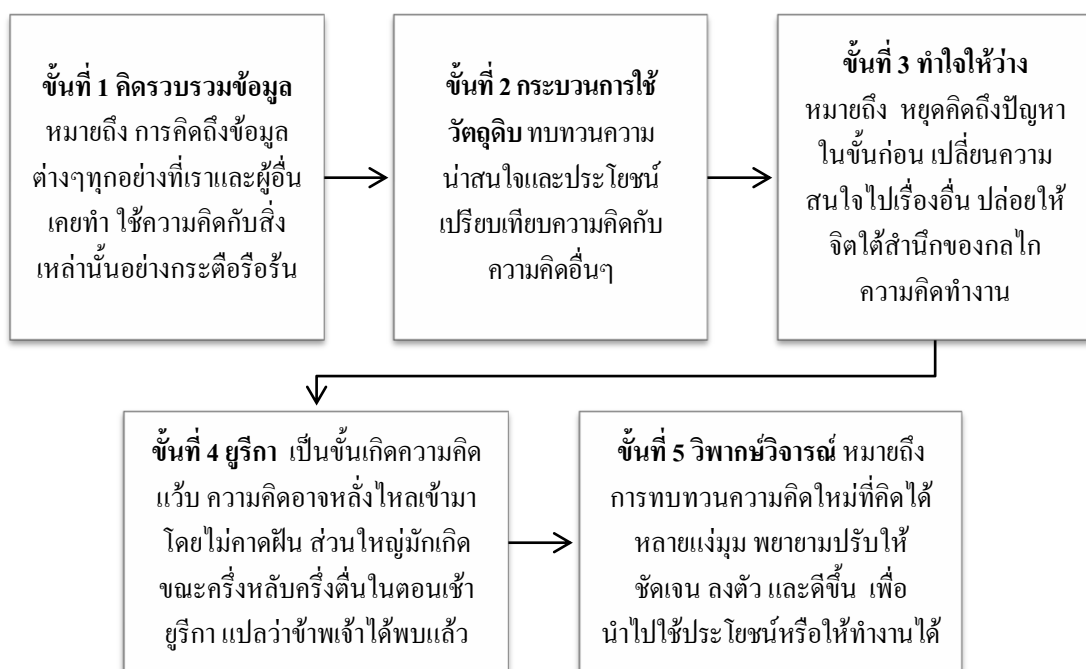 ขั้นที่ 1 คิดรวบรวมข้อมูล
หมายถึง การคิดถึงข้อมูล
ต่างๆทุกอย่างที่เราและผู้อื่น
เคยทำ ใช้ความคิดกับสิ่ง
เหล่านั้นอย่างกระตือรือร้น
ขั้นที่ 2 กระบวนการใช้
วัตถุดิบ ทบทวนความ
น่าสนใจและประโยชน์
เปรียบเทียบความคิดกับ
ความคิดอื่นๆ
ขั้นที่ 3 ทำใจให้ว่าง
หมายถึง หยุดคิดถึงปัญหา
ในขั้นก่อน เปลี่ยนความ
สนใจไปเรื่องอื่น ปล่อยให้
จิตใต้สำนึกของกลไก
ความคิดทำงาน
ขั้นที่ 4 ยูรีกา เป็นขั้นเกิดความคิด
แว้บ ความคิดอาจหลั่งไหลเข้ามา
โดยไม่คาดฝัน ส่วนใหญ่มักเกิด
ขณะครึ่งหลับครึ่งตื่นในตอนเช้า
ยูรีกา แปลว่าข้าพเจ้าได้พบแล้ว
ขั้นที่ 5 วิพากษ์วิจารณ์ หมายถึง
การทบทวนความคิดใหม่ที่คิดได้
หลายแง่มุม พยายามปรับให้
ชัดเจน ลงตัว และดีขึ้น เพื่อ
นำไปใช้ประโยชน์หรือให้ทำงานได้